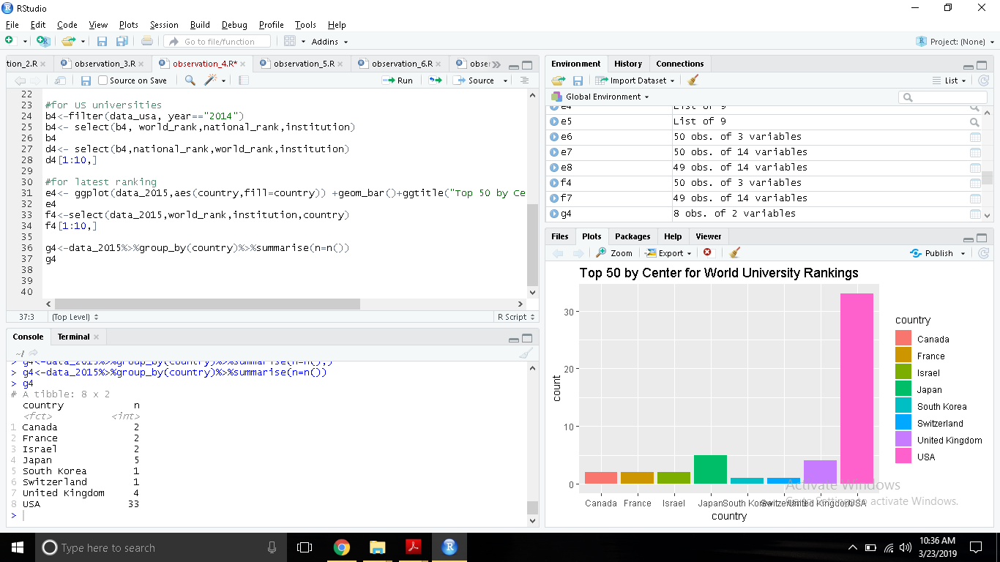 RStudio
File Edit Code View Plots Session Build Debug Profile Tools Help
Go to file/function Addins Project: (None)
tion_2.R observation_3.R observation_4.R* observation_5.R observation_6.R obser
Source on Save Run Source
22
23 #for US universities
24 b4<-filter(data_usa, year=="2014")
25 b4<- select(b4, world_rank,national_rank,institution)
26 b4
27 d4<- select(b4,national_rank,world_rank,institution)
28 d4[1:10,]
29
30 #for latest ranking
31 e4<- ggplot(data_2015,aes(country,fill=country)) +geom_bar()+ggtitle("Top 50 by Ce
32 e4
33 f4<-select(data_2015,world_rank,institution,country)
34 f4[1:10,]
35
36 g4<-data_2015%>%group_by(country)%>%summarise(n=n())
37 g4
38
39
40
37:3 (Top Level) R Script
Console Terminal
~/
> g4<-data_2015%>%group_by(country)%>%summarise(n=n(),)
> g4<-data_2015%>%group_by(country)%>%summarise(n=n())
> g4
# A tibble: 8 x 2
country n
<fct> <int>
1 Canada 2
2 France 2
3 Israel 2
4 Japan 5
5 South Korea 1
6 Switzerland 1
7 United Kingdom 4
8 USA 33
>
Environment History Connections
Import Dataset List
Global Environment
e4 List of 9
e5 List of 9
e6 50 obs. of 3 variables
e7 50 obs. of 14 variables
e8 49 obs. of 14 variables
f4 50 obs. of 3 variables
f7 49 obs. of 14 variables
g4 8 obs. of 2 variables
Files Plots Packages Help Viewer
Zoom Export Publish
Top 50 by Center for World University Rankings
count
30
20
10
0
Canada France Israel Japan South Korea Switzerland United Kingdom USA
country
country
Canada
France
Israel
Japan
South Korea
Switzerland
United Kingdom
USA
Activate Windows
Go to Settings to activate Windows.
Type here to search
10:36 AM
3/23/2019